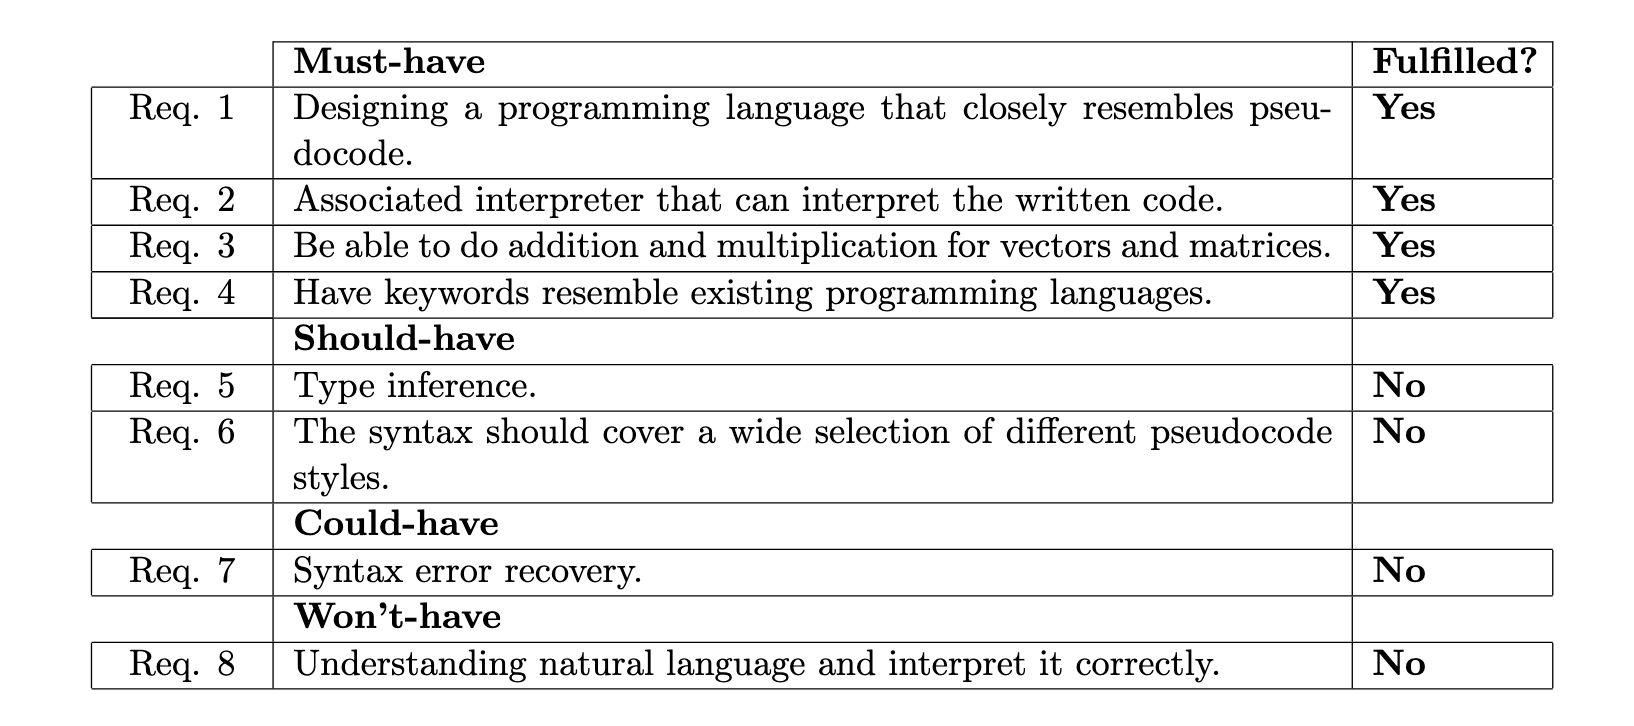 Must-have Fulfilled?
Req. 1 Designing a programming language that closely resembles pseu- Yes
docode.
Req. 2 Associated interpreter that can interpret the written code. Yes
Req. 3 Be able to do addition and multiplication for vectors and matrices. Yes
Req. 4 Have keywords resemble existing programming languages. Yes
Should-have
Req. 5 Type inference. No
Req. 6 The syntax should cover a wide selection of different pseudocode No
styles.
Could-have
Req. 7 Syntax error recovery. No
Won't-have
Req. 8 Understanding natural language and interpret it correctly. No